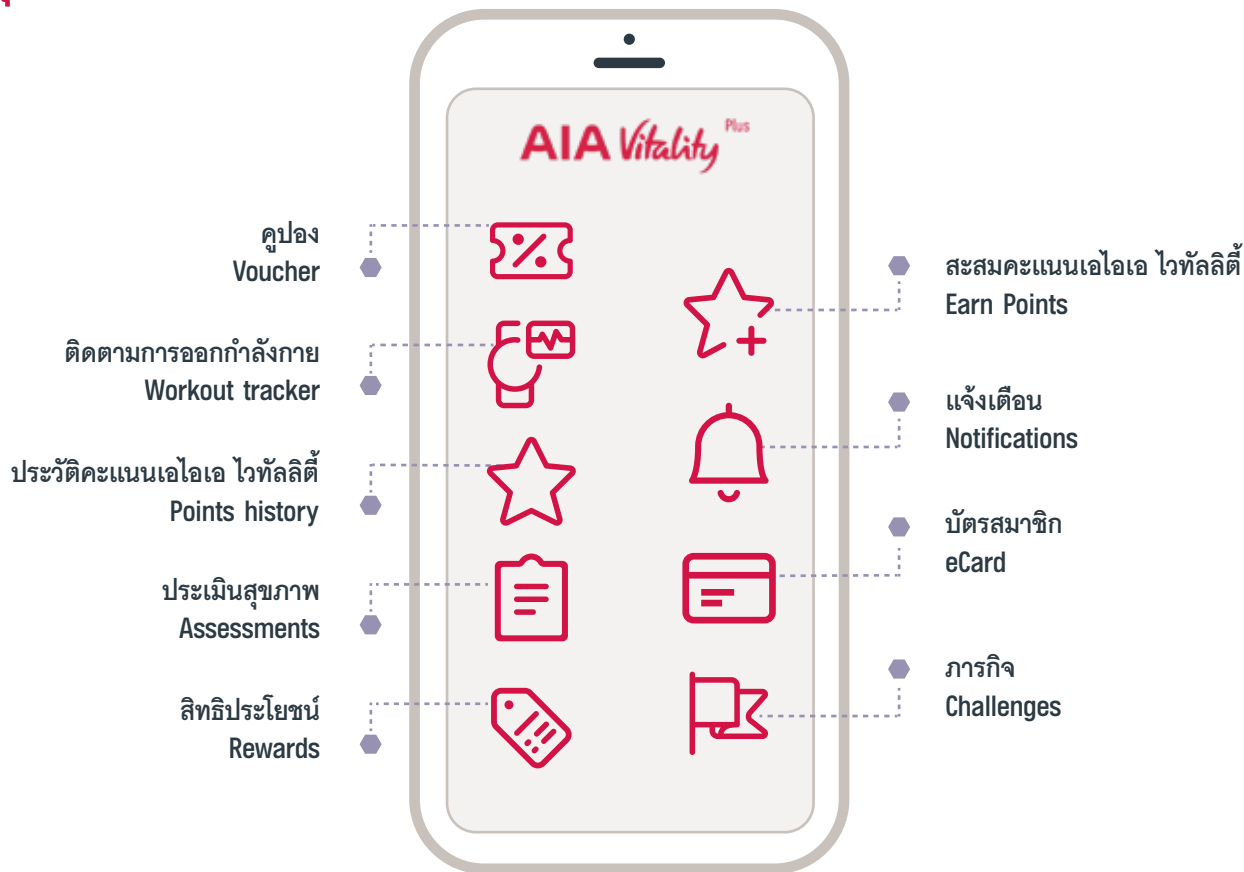 AIA Vitality Plus
คูปอง
Voucher
ติดตามการออกกำลังกาย
Workout tracker
ประวัติคะแนนเอไอเอ ไวทัลลิตี้
Points history
ประเมินสุขภาพ
Assessments
สิทธิประโยชน์
Rewards
สะสมคะแนนเอไอเอ ไวทัลลิตี้
Earn Points
แจ้งเตือน
Notifications
บัตรสมาชิก
eCard
ภารกิจ
Challenges